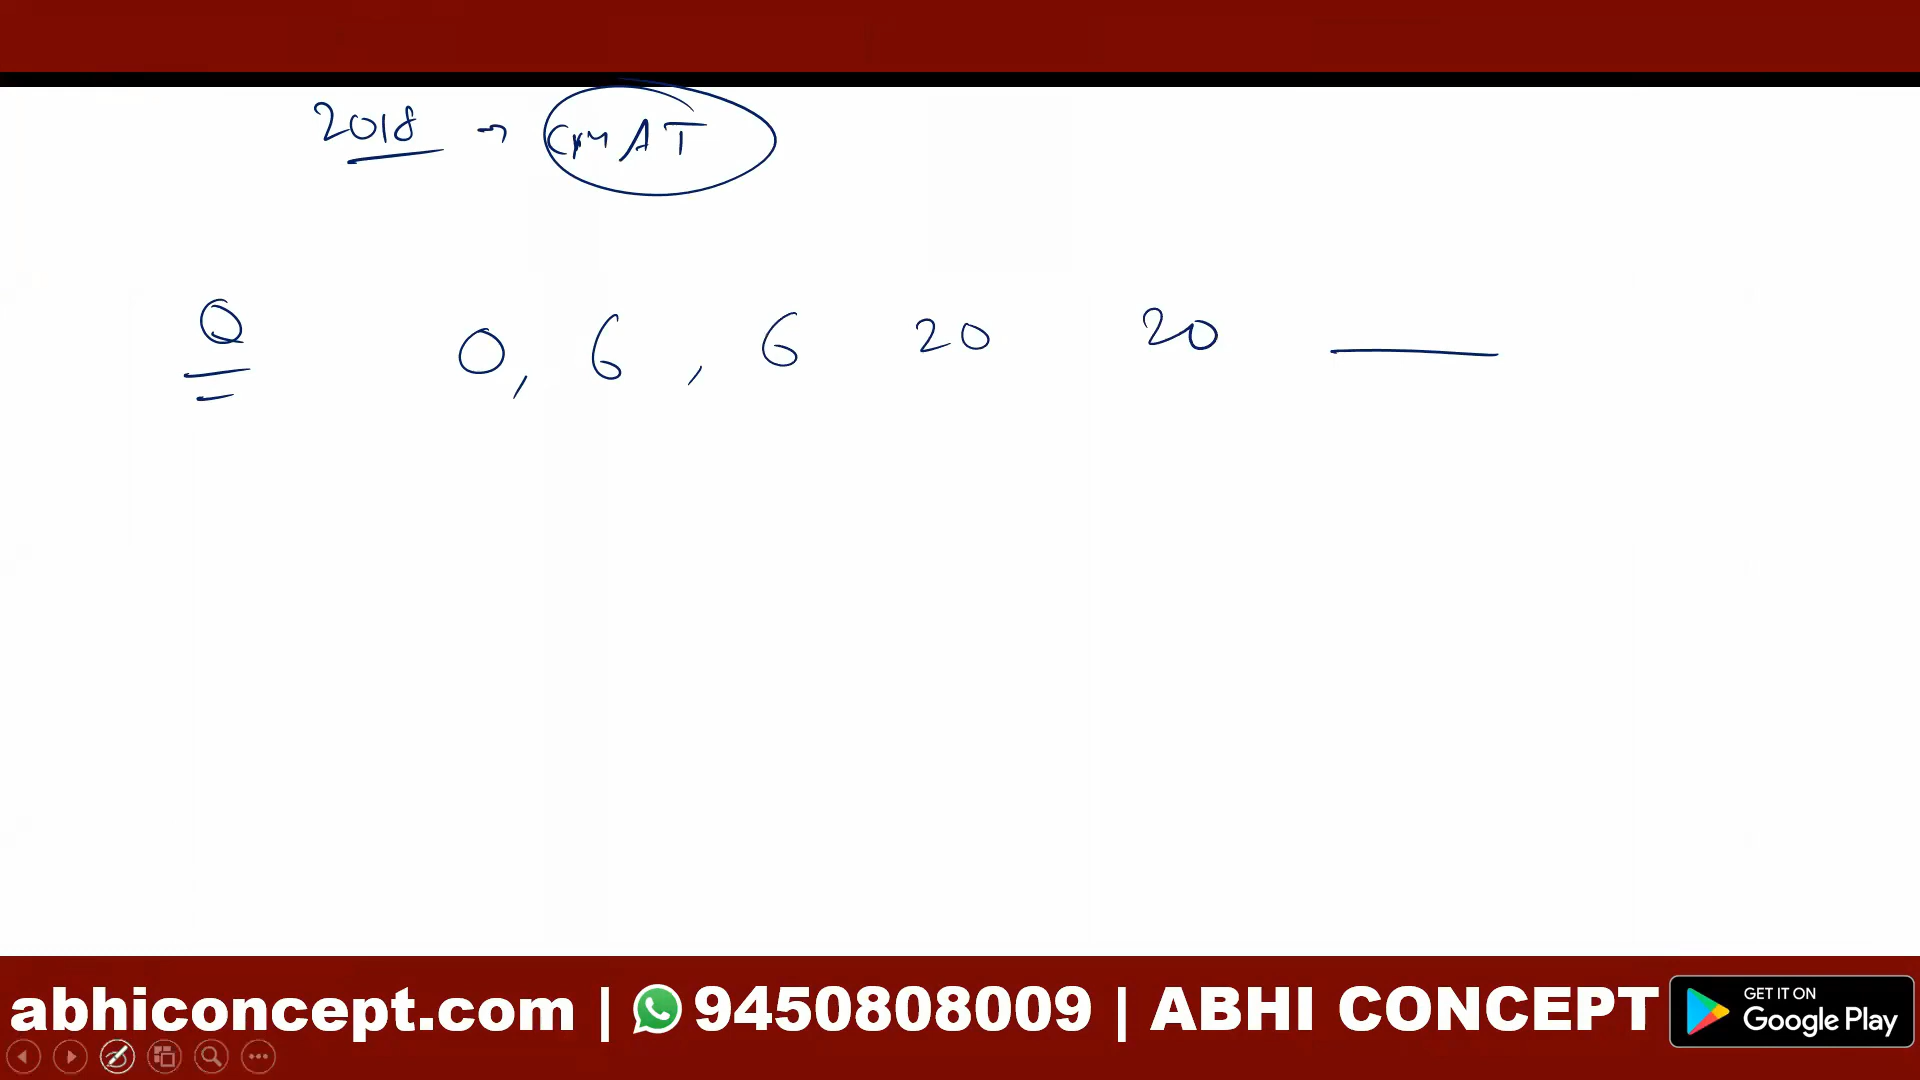 2018 → CMAT
Q 0, 6, 6 20 20 ___
abhiconcept.com | 9450808009 | ABHI CONCEPT
GET IT ON
Google Play